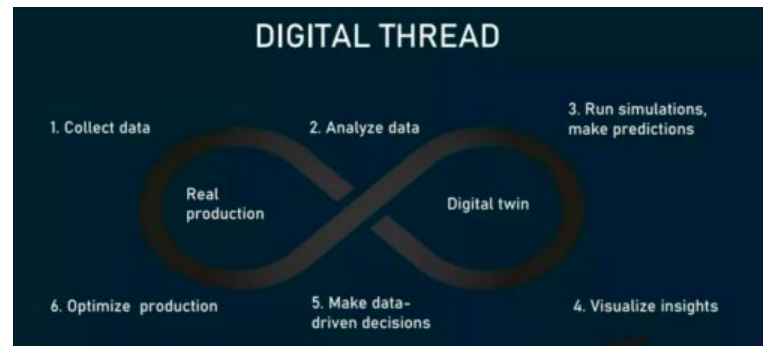 DIGITAL THREAD
1. Collect data
2. Analyze data
3. Run simulations,
make predictions
Real
production
Digital twin
6. Optimize production
5. Make data-
driven decisions
4. Visualize insights